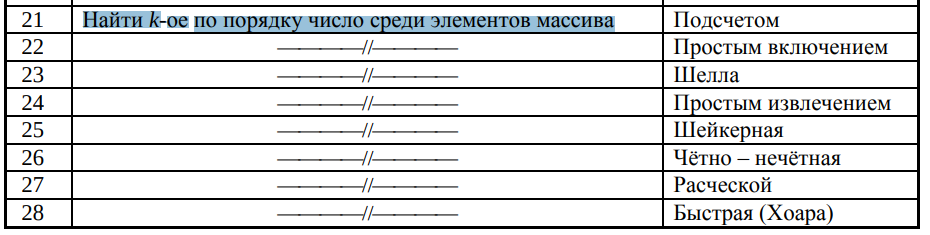 21 Найти k-ое по порядку число среди элементов массива Подсчетом
22 ————//———— Простым включением
23 ————//———— Шелла
24 ————//———— Простым извлечением
25 ————//———— Шейкерная
26 ————//———— Чётно – нечётная
27 ————//———— Расческой
28 ————//———— Быстрая (Хоара)